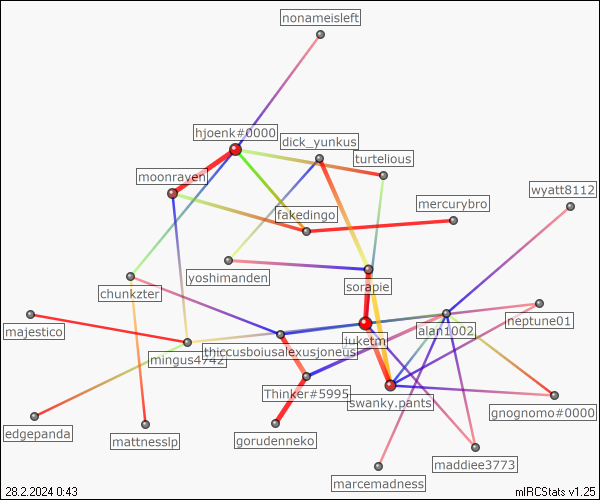 nonameisleft
hjoenk#0000
dick_yunkus
turtelious
moonraven
wyatt8112
mercurybro
fakedingo
yoshimanden
sorapie
chunkzter
majestico
alan1002
neptune01
juketm
thiccusboiusalexusjoneus
mingus4742
Thinker#5995
swanky.pants
gnognomo#0000
edgepanda
mattnesslp
gorudenneko
maddiee3773
marcemadness
28.2.2024 0:43
mIRCStats v1.25